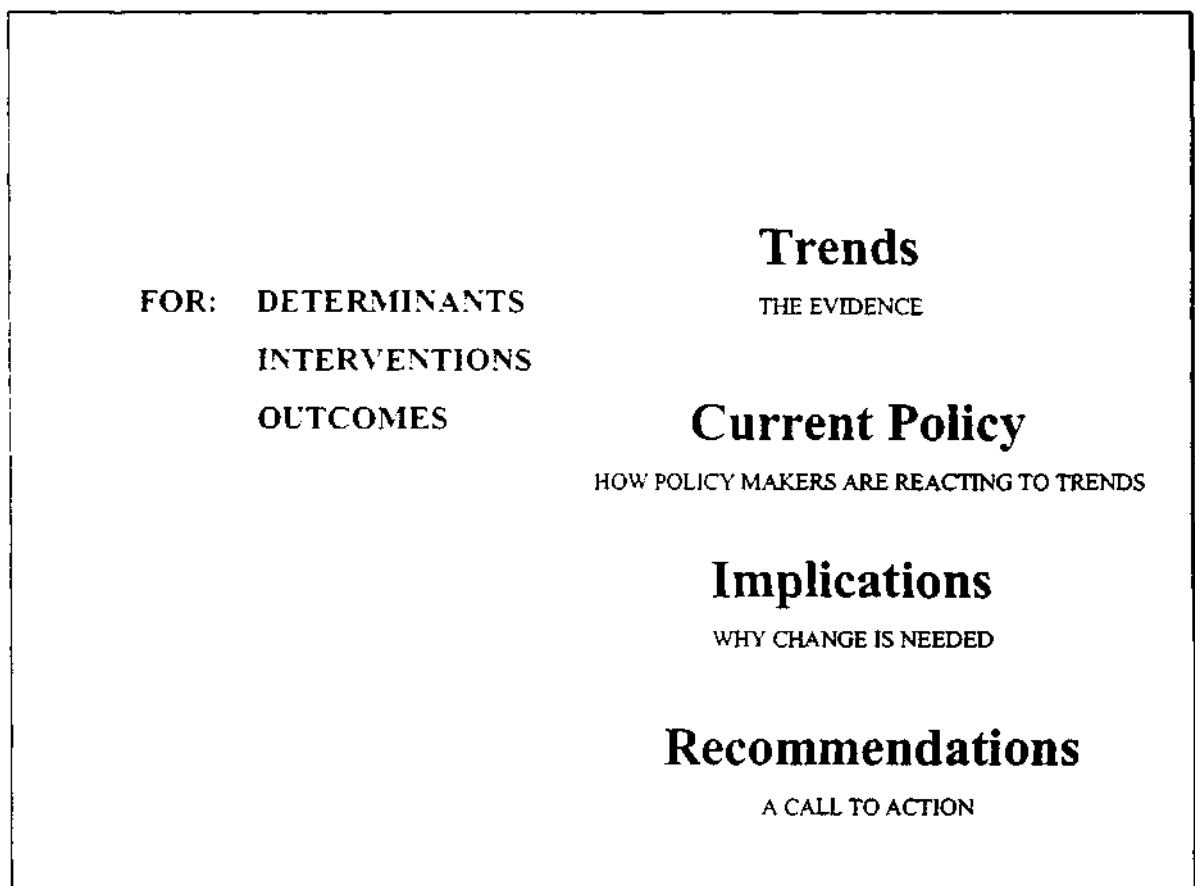 FOR: DETERMINANTS
INTERVENTIONS
OUTCOMES
Trends
THE EVIDENCE
Current Policy
HOW POLICY MAKERS ARE REACTING TO TRENDS
Implications
WHY CHANGE IS NEEDED
Recommendations
A CALL TO ACTION